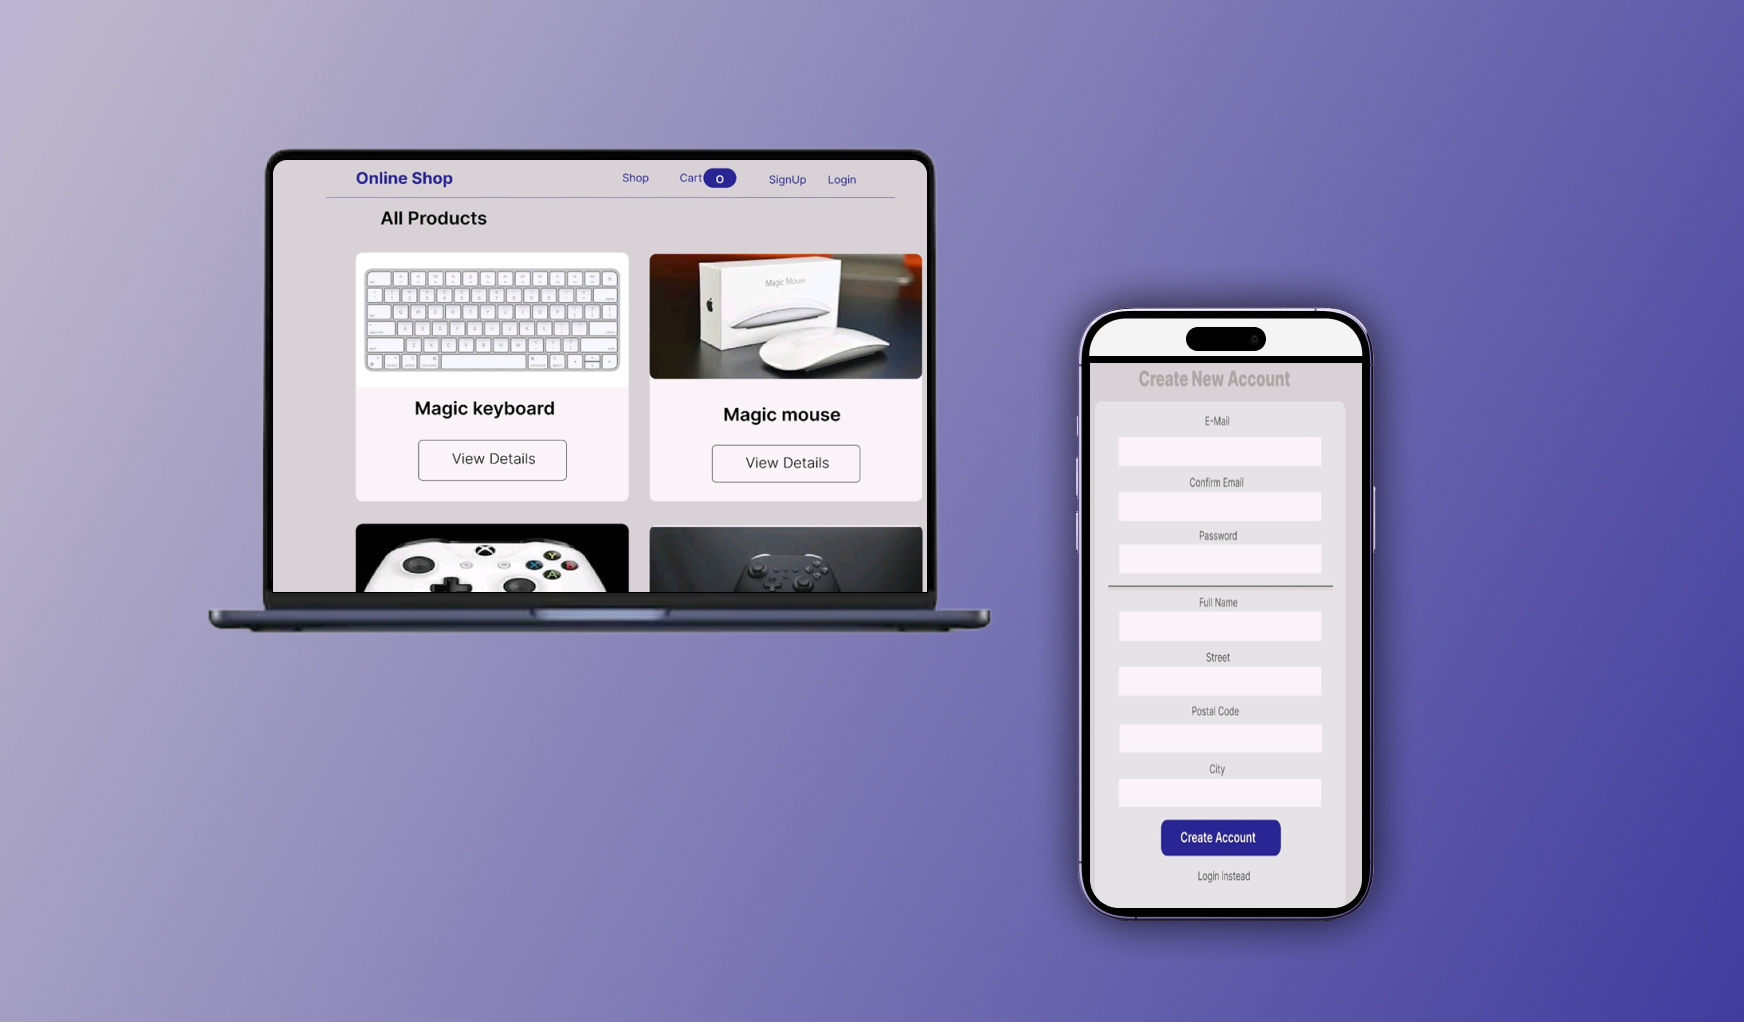 Online Shop
Shop
Cart 0
SignUp
Login
All Products
Magic Mouse
Magic keyboard
View Details
Magic mouse
View Details
X
Y
B
A
Create New Account
E-Mail
Confirm Email
Password
Full Name
Street
Postal Code
City
Create Account
Login instead